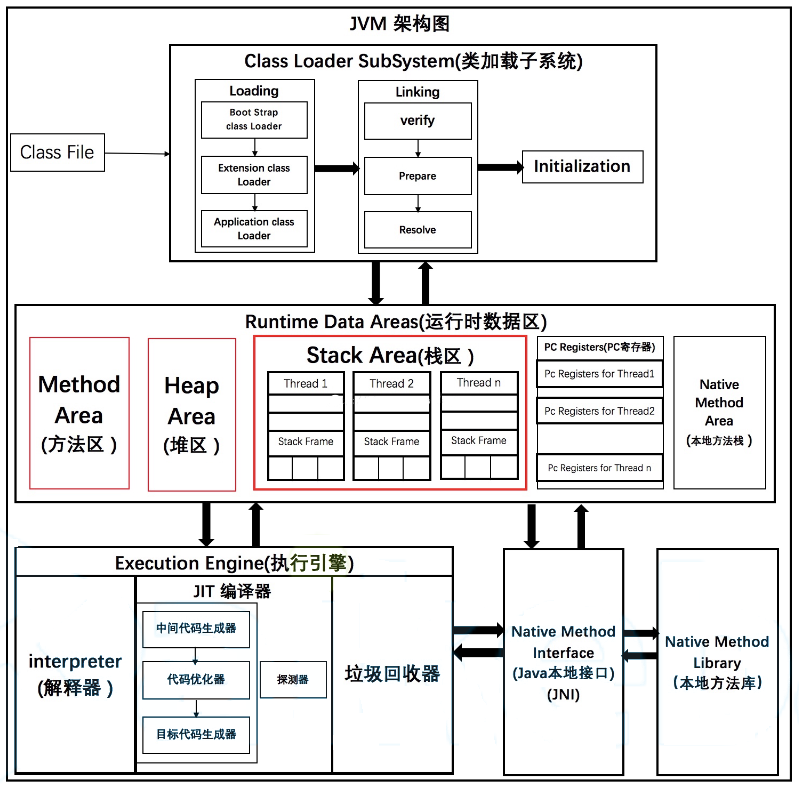 JVM 架构图
Class Loader SubSystem(类加载子系统)
Class File
Loading
Boot Strap
class Loader
Extension class
Loader
Application class
Loader
Linking
verify
Prepare
Resolve
Initialization
Runtime Data Areas(运行时数据区)
Method
Area
(方法区)
Heap
Area
(堆区)
Stack Area(栈区)
Thread 1
Stack Frame
Thread 2
Stack Frame
Thread n
Stack Frame
PC Registers(PC寄存器)
Pc Registers for Thread1
Pc Registers for Thread2
Pc Registers for Thread n
Native
Method
Area
(本地方法栈)
Execution Engine(执行引擎)
interpreter
(解释器)
JIT 编译器
中间代码生成器
代码优化器
目标代码生成器
探测器
垃圾回收器
Native Method
Interface
(Java本地接口)
(JNI)
Native Method
Library
(本地方法库)